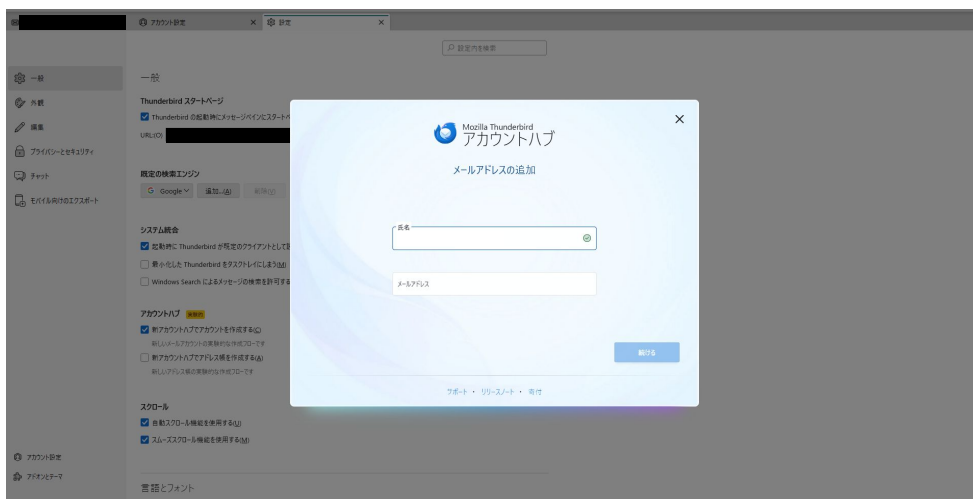 アカウント設定
設定
設定内を検索
一般
外観
編集
プライバシーとセキュリティ
チャット
モバイル向けのエクスポート
アカウント設定
アドオンとテーマ
一般
Thunderbird スタートページ
Thunderbird の起動時にメッセージペインにスタートペ
URL:(O)
既定の検索エンジン
Google
追加...(A)
削除(V)
システム統合
起動時に Thunderbird が既定のクライアントとして設
最小化した Thunderbird をタスクトレイにしまう(M)
Windows Search によるメッセージの検索を許可する
アカウントハブ 実験的
新アカウントハブでアカウントを作成する(C)
新しいメールアカウントの実験的な作成フローです
新アカウントハブでアドレス帳を作成する(A)
新しいアドレス帳の実験的な作成フローです
スクロール
自動スクロール機能を使用する(U)
スムーズスクロール機能を使用する(M)
言語とフォント
Mozilla Thunderbird
アカウントハブ
メールアドレスの追加
氏名
メールアドレス
続ける
サポート ・ リリースノート ・ 寄付